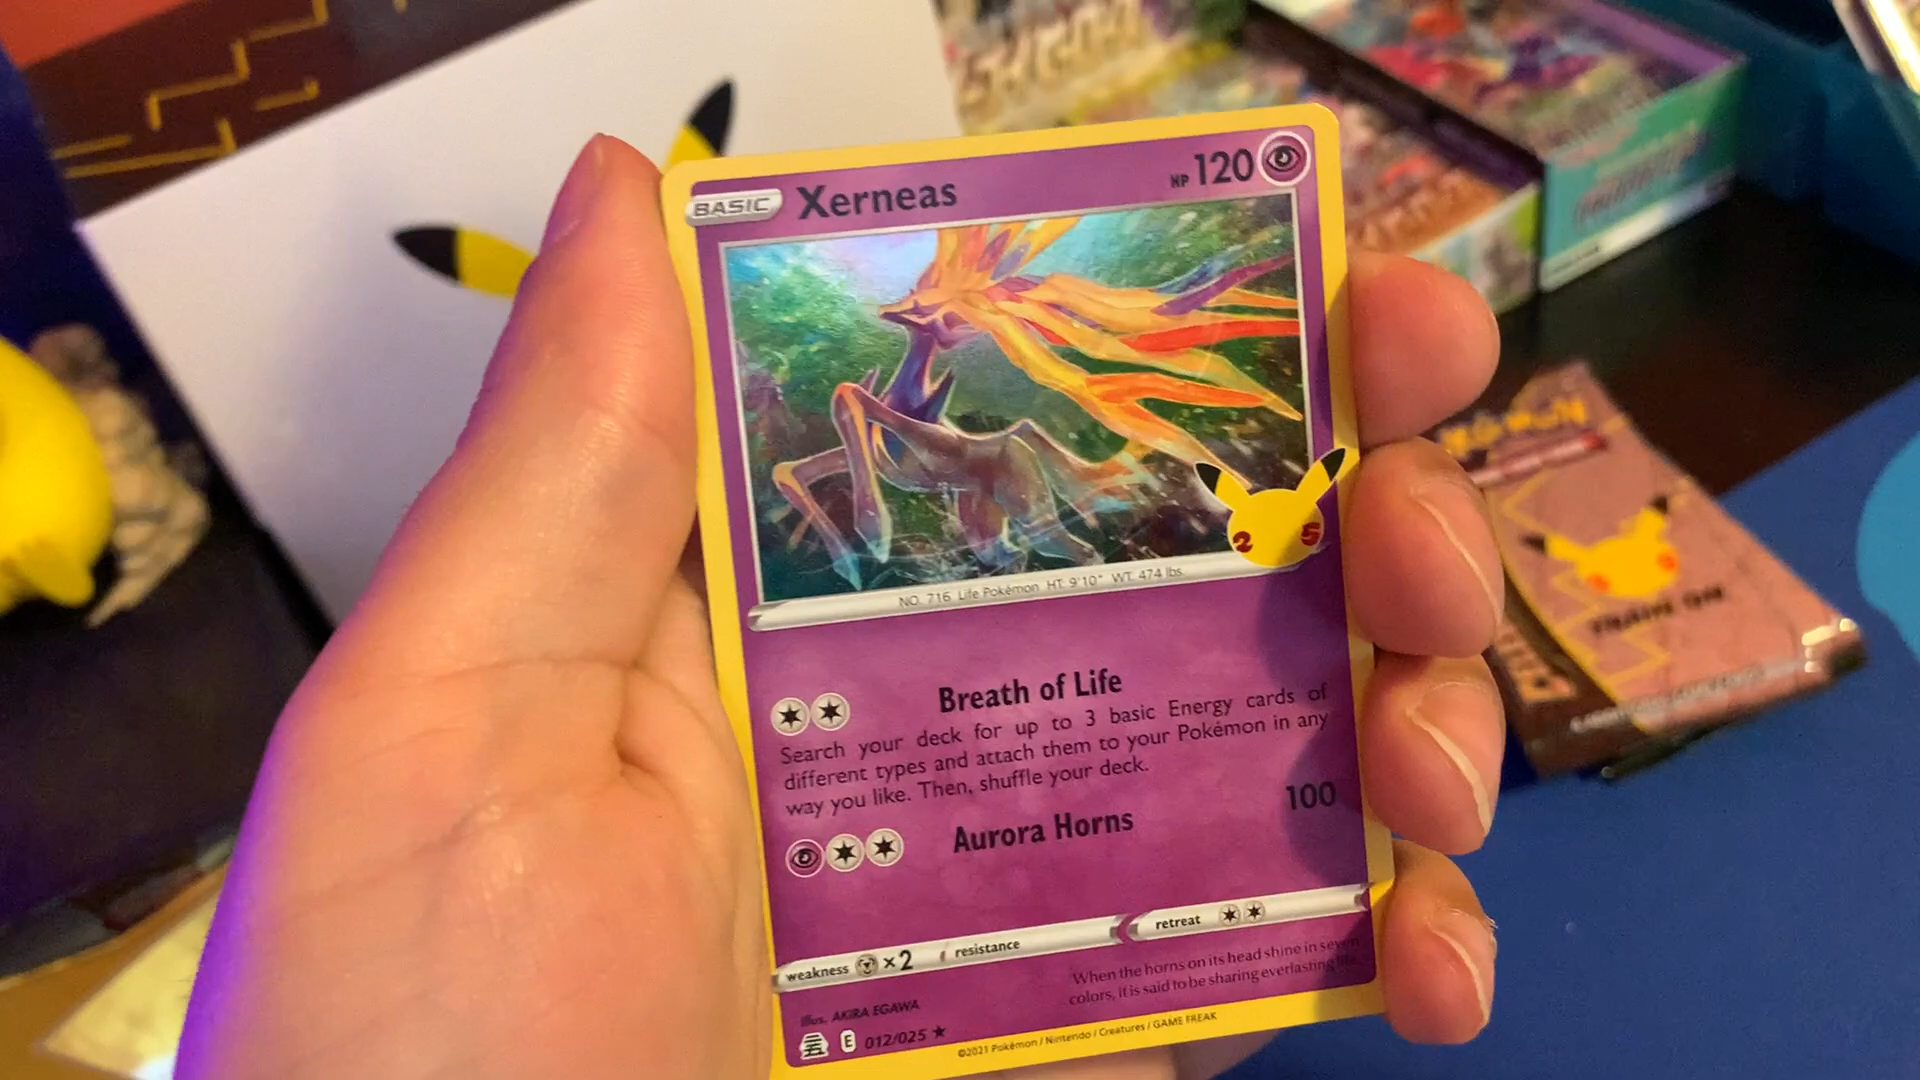 BASIC Xerneas HP 120
2 5
NO. 716 Life Pokémon HT: 9'10" WT: 474 lbs.
Breath of Life
Search your deck for up to 3 basic Energy cards of
different types and attach them to your Pokémon in any
way you like. Then, shuffle your deck.
Aurora Horns 100
weakness ×2 resistance retreat
When the horns on its head shine in seven
colors, it is said to be sharing everlasting life.
Illus. AKIRA EGAWA
E 012/025
©2021 Pokémon / Nintendo / Creatures / GAME FREAK
POKéMON